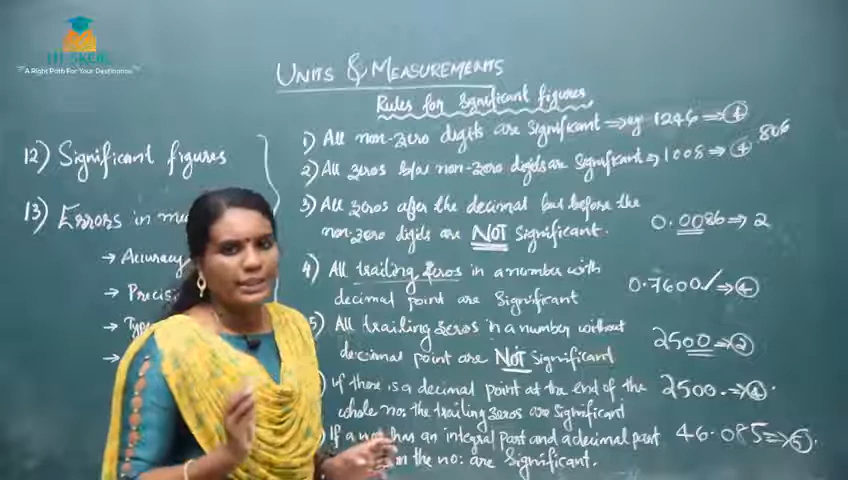 A Right Path For Your Destination
UNITS & MEASUREMENTS
Rules for Significant figures
12) Significant figures
13) Errors in
→ Accuracy
1) All non-zero digits are Significant → eg 1246 ⇒ 4
2) All zeros b/w non-zero digits are Significant ⇒ 1008 ⇒ 4 806
3) All zeros after the decimal but before the
non-zero digits are NOT Significant. 0.0086 ⇒ 2
4) All trailing zeros in a number with
decimal point are Significant 0.7600 ⇒ 4
5) All trailing zeros in a number without
decimal point are NOT Significant 2500 ⇒ 2
If there is a decimal point at the end of the
whole no: the trailing zeros are Significant 2500. ⇒ 4
If a no: has an integral part and a decimal part
the no: are Significant. 46.085 ⇒ 5